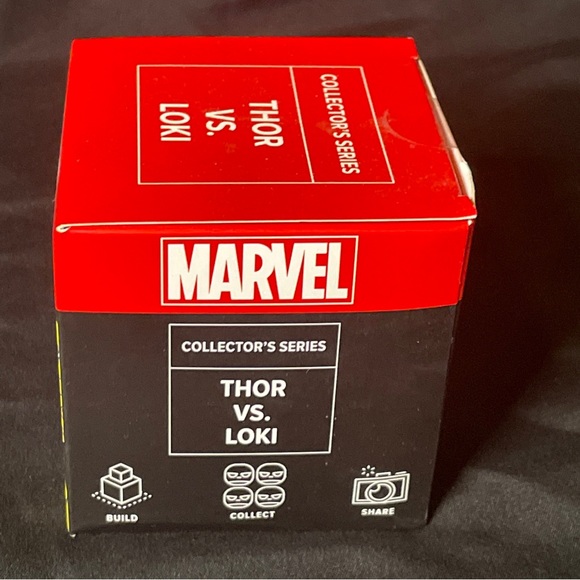 COLLECTOR'S SERIES
THOR
VS.
LOKI
MARVEL
COLLECTOR'S SERIES
THOR
VS.
LOKI
BUILD
COLLECT
SHARE